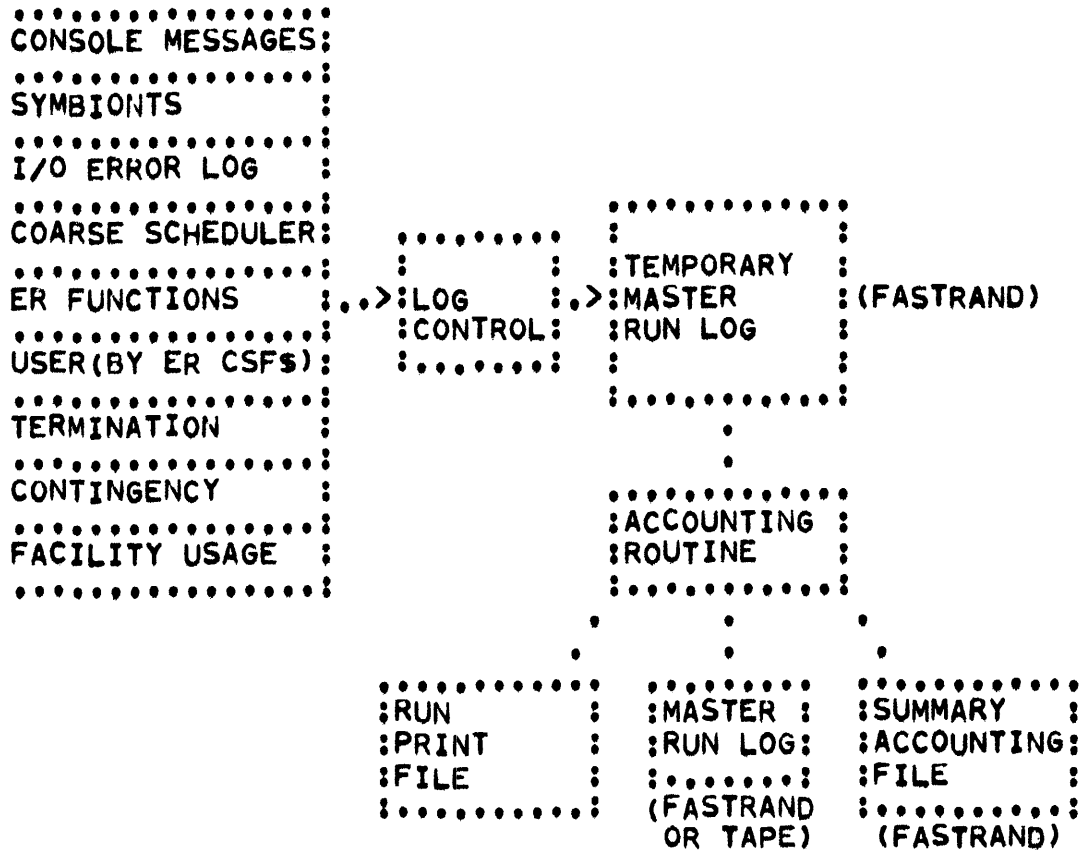 CONSOLE MESSAGES
SYMBIONTS
I/O ERROR LOG
COARSE SCHEDULER
ER FUNCTIONS
USER(BY ER CSF$)
TERMINATION
CONTINGENCY
FACILITY USAGE
LOG
CONTROL
TEMPORARY
MASTER
RUN LOG
(FASTRAND)
ACCOUNTING
ROUTINE
RUN
PRINT
FILE
MASTER
RUN LOG
(FASTRAND
OR TAPE)
SUMMARY
ACCOUNTING
FILE
(FASTRAND)